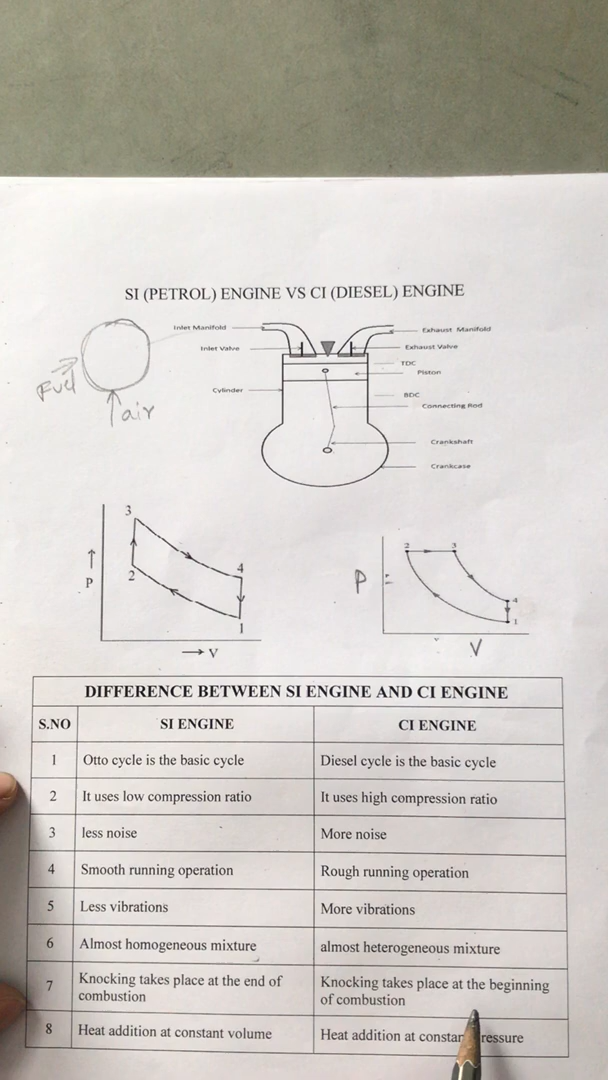 SI (PETROL) ENGINE VS CI (DIESEL) ENGINE
Inlet Manifold
Exhaust Manifold
Inlet Valve
Exhaust Valve
TDC
Piston
Cylinder
BDC
Connecting Rod
Crankshaft
Crankcase
Fuel
air
3
4
2
1
P
V
2
3
4
1
P
V
DIFFERENCE BETWEEN SI ENGINE AND CI ENGINE
S.NO SI ENGINE CI ENGINE
1 Otto cycle is the basic cycle Diesel cycle is the basic cycle
2 It uses low compression ratio It uses high compression ratio
3 less noise More noise
4 Smooth running operation Rough running operation
5 Less vibrations More vibrations
6 Almost homogeneous mixture almost heterogeneous mixture
7 Knocking takes place at the end of combustion Knocking takes place at the beginning of combustion
8 Heat addition at constant volume Heat addition at constan ressure